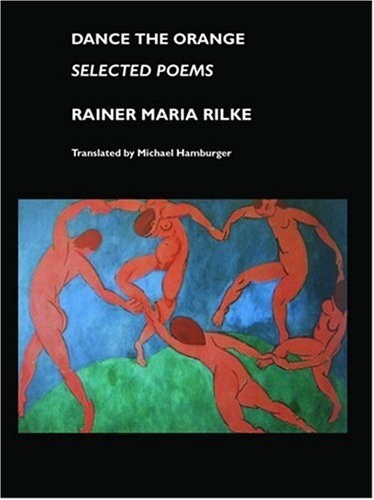 DANCE THE ORANGE
SELECTED POEMS
RAINER MARIA RILKE
Translated by Michael Hamburger